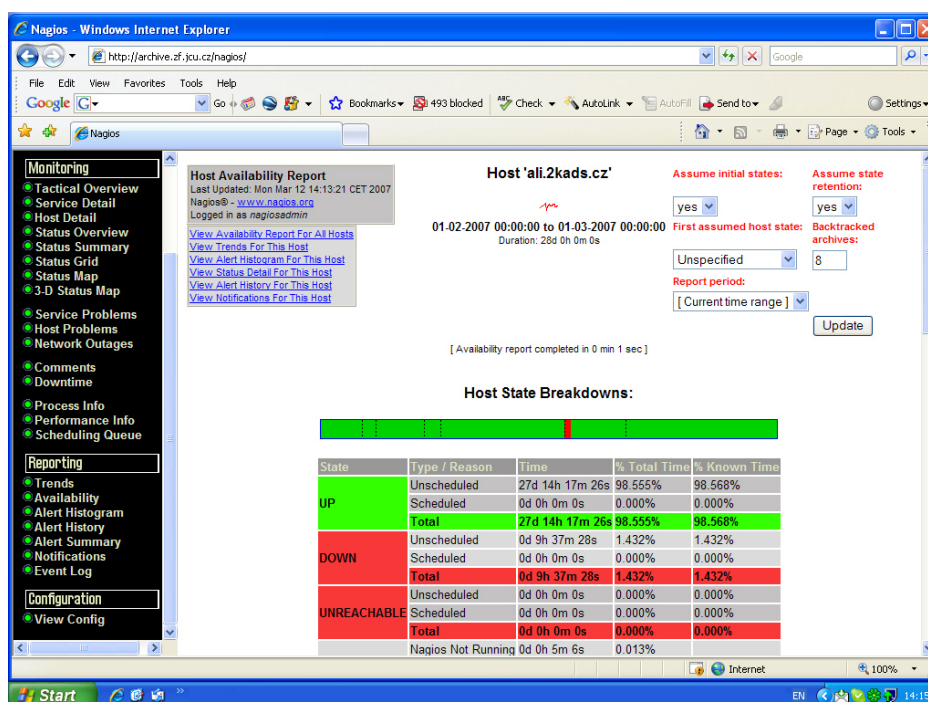 Nagios - Windows Internet Explorer
http://archive.zf.jcu.cz/nagios/
Google
File Edit View Favorites Tools Help
Google G Go Bookmarks 493 blocked ABC Check AutoLink AutoFill Send to Settings
Nagios Page Tools
Monitoring
Tactical Overview
Service Detail
Host Detail
Status Overview
Status Summary
Status Grid
Status Map
3-D Status Map
Service Problems
Host Problems
Network Outages
Comments
Downtime
Process Info
Performance Info
Scheduling Queue
Reporting
Trends
Availability
Alert Histogram
Alert History
Alert Summary
Notifications
Event Log
Configuration
View Config
Host Availability Report
Last Updated: Mon Mar 12 14:13:21 CET 2007
Nagios® - www.nagios.org
Logged in as nagiosadmin
View Availability Report For All Hosts
View Trends For This Host
View Alert Histogram For This Host
View Status Detail For This Host
View Alert History For This Host
View Notifications For This Host
Host 'ali.2kads.cz'
01-02-2007 00:00:00 to 01-03-2007 00:00:00
Duration: 28d 0h 0m 0s
Assume initial states:
yes
Assume state
retention:
yes
First assumed host state:
Unspecified
Backtracked
archives:
8
Report period:
[ Current time range ]
Update
[ Availability report completed in 0 min 1 sec ]
Host State Breakdowns:
State Type / Reason Time % Total Time % Known Time
UP
Unscheduled 27d 14h 17m 26s 98.555% 98.568%
Scheduled 0d 0h 0m 0s 0.000% 0.000%
Total 27d 14h 17m 26s 98.555% 98.568%
DOWN
Unscheduled 0d 9h 37m 28s 1.432% 1.432%
Scheduled 0d 0h 0m 0s 0.000% 0.000%
Total 0d 9h 37m 28s 1.432% 1.432%
UNREACHABLE
Unscheduled 0d 0h 0m 0s 0.000% 0.000%
Scheduled 0d 0h 0m 0s 0.000% 0.000%
Total 0d 0h 0m 0s 0.000% 0.000%
Nagios Not Running 0d 0h 5m 6s 0.013%
Internet 100%
Start EN 14:15